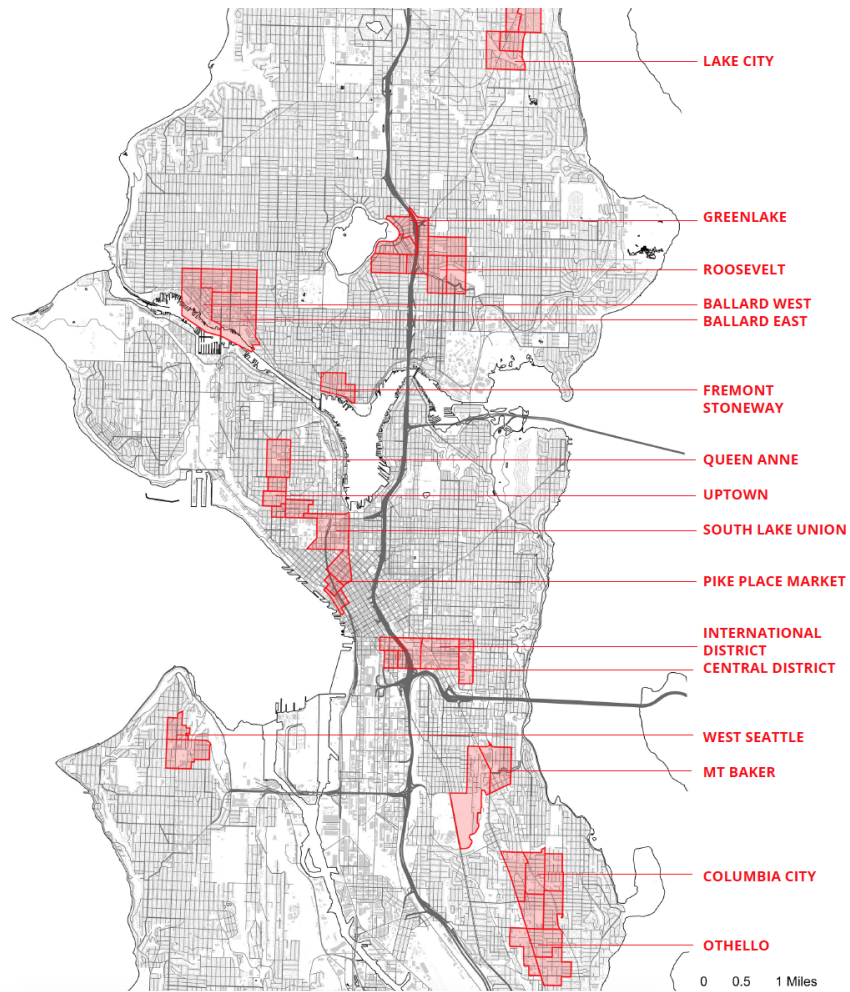 LAKE CITY
GREENLAKE
ROOSEVELT
BALLARD WEST
BALLARD EAST
FREMONT
STONEWAY
QUEEN ANNE
UPTOWN
SOUTH LAKE UNION
PIKE PLACE MARKET
INTERNATIONAL
DISTRICT
CENTRAL DISTRICT
WEST SEATTLE
MT BAKER
COLUMBIA CITY
OTHELLO
0 0.5 1 Miles